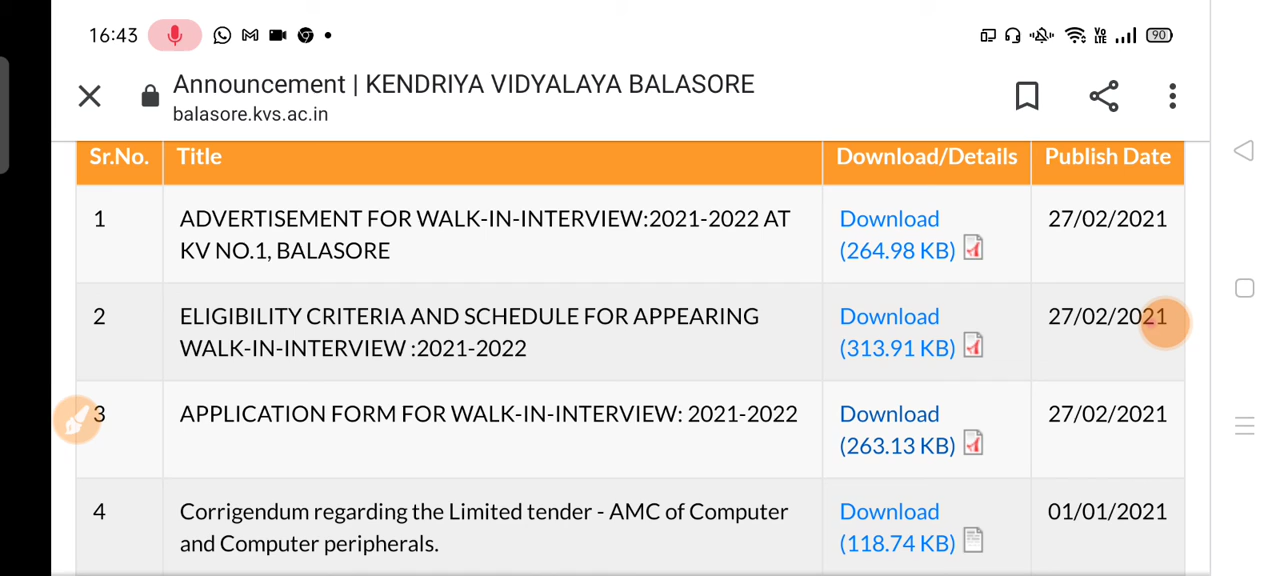 16:43
90
Announcement | KENDRIYA VIDYALAYA BALASORE
balasore.kvs.ac.in
Sr.No. Title Download/Details Publish Date
1 ADVERTISEMENT FOR WALK-IN-INTERVIEW:2021-2022 AT Download 27/02/2021
KV NO.1, BALASORE (264.98 KB)
2 ELIGIBILITY CRITERIA AND SCHEDULE FOR APPEARING Download 27/02/2021
WALK-IN-INTERVIEW :2021-2022 (313.91 KB)
3 APPLICATION FORM FOR WALK-IN-INTERVIEW: 2021-2022 Download 27/02/2021
(263.13 KB)
4 Corrigendum regarding the Limited tender - AMC of Computer Download 01/01/2021
and Computer peripherals. (118.74 KB)